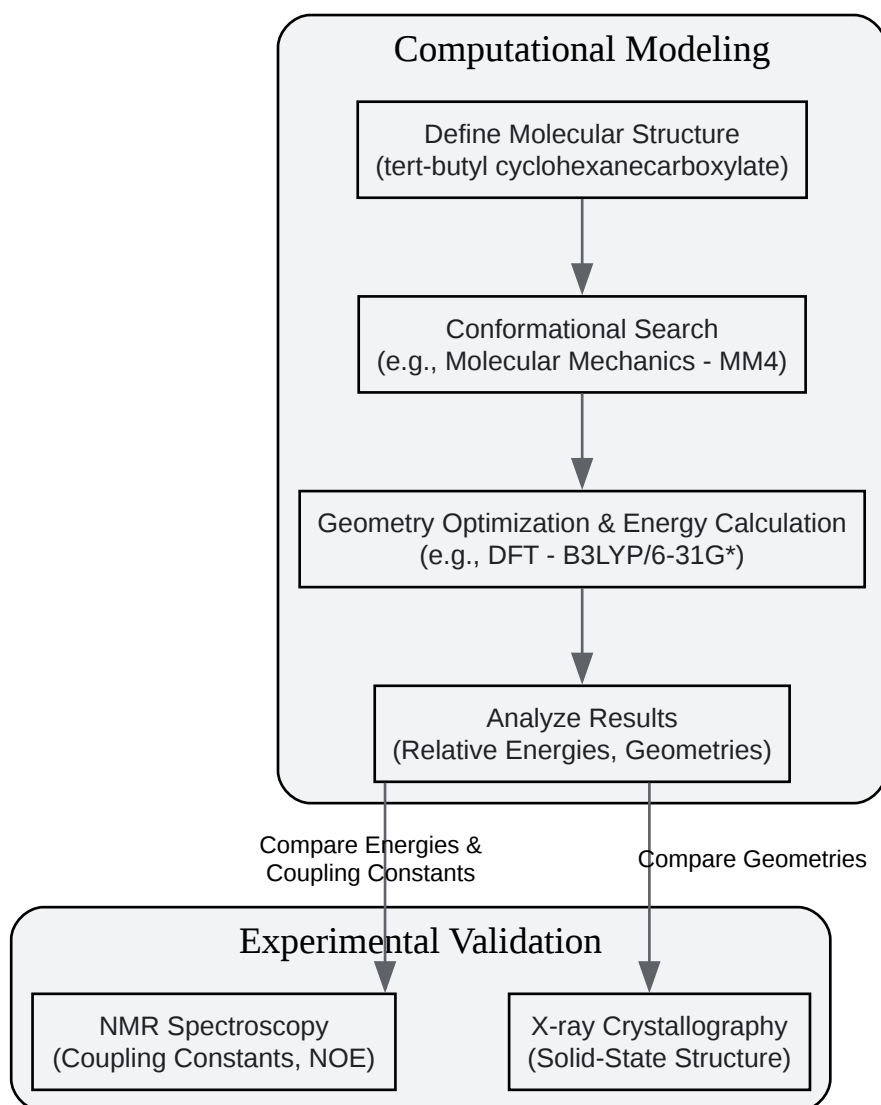 Computational Modeling
Define Molecular Structure
(tert-butyl cyclohexanecarboxylate)
Conformational Search
(e.g., Molecular Mechanics - MM4)
Geometry Optimization & Energy Calculation
(e.g., DFT - B3LYP/6-31G*)
Analyze Results
(Relative Energies, Geometries)
Compare Energies &
Coupling Constants
Compare Geometries
Experimental Validation
NMR Spectroscopy
(Coupling Constants, NOE)
X-ray Crystallography
(Solid-State Structure)